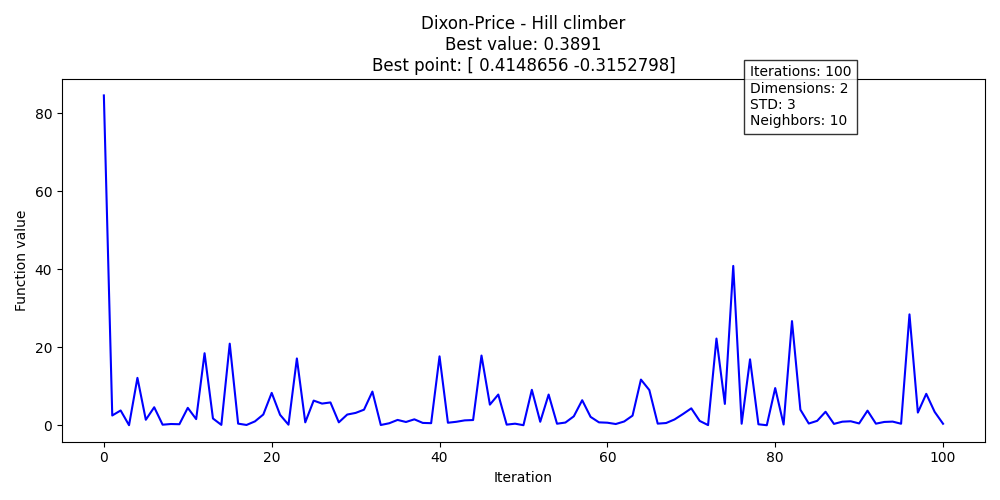 Dixon-Price - Hill climber
Best value: 0.3891
Best point: [ 0.4148656 -0.3152798]
Iterations: 100
Dimensions: 2
STD: 3
Neighbors: 10
Function value
80
60
40
20
0
0 20 40 60 80 100
Iteration